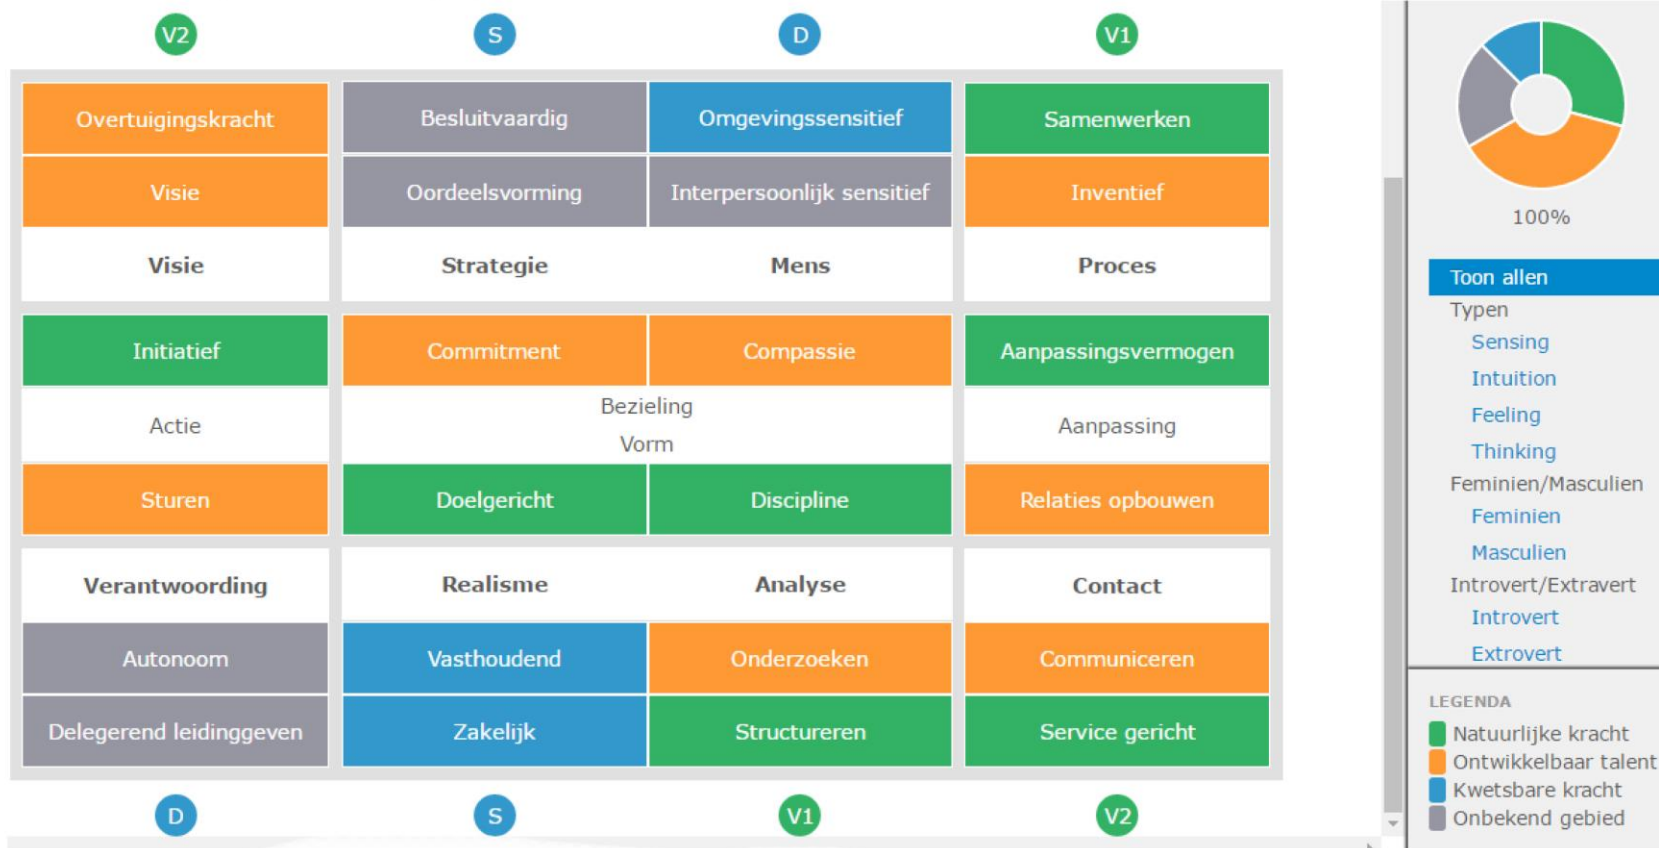 V2 S D V1
Overtuigingskracht Besluitvaardig Omgevingssensitief Samenwerken
Visie Oordeelsvorming Interpersoonlijk sensitief Inventief
Visie Strategie Mens Proces
Initiatief Commitment Compassie Aanpassingsvermogen
Bezieling
Actie Aanpassing
Vorm
Sturen Doelgericht Discipline Relaties opbouwen
Verantwoording Realisme Analyse Contact
Autonoom Vasthoudend Onderzoeken Communiceren
Delegerend leidinggeven Zakelijk Structureren Service gericht
D S V1 V2
100%
Toon allen
Typen
Sensing
Intuition
Feeling
Thinking
Feminien/Masculien
Feminien
Masculien
Introvert/Extravert
Introvert
Extrovert
LEGENDA
Natuurlijke kracht
Ontwikkelbaar talent
Kwetsbare kracht
Onbekend gebied